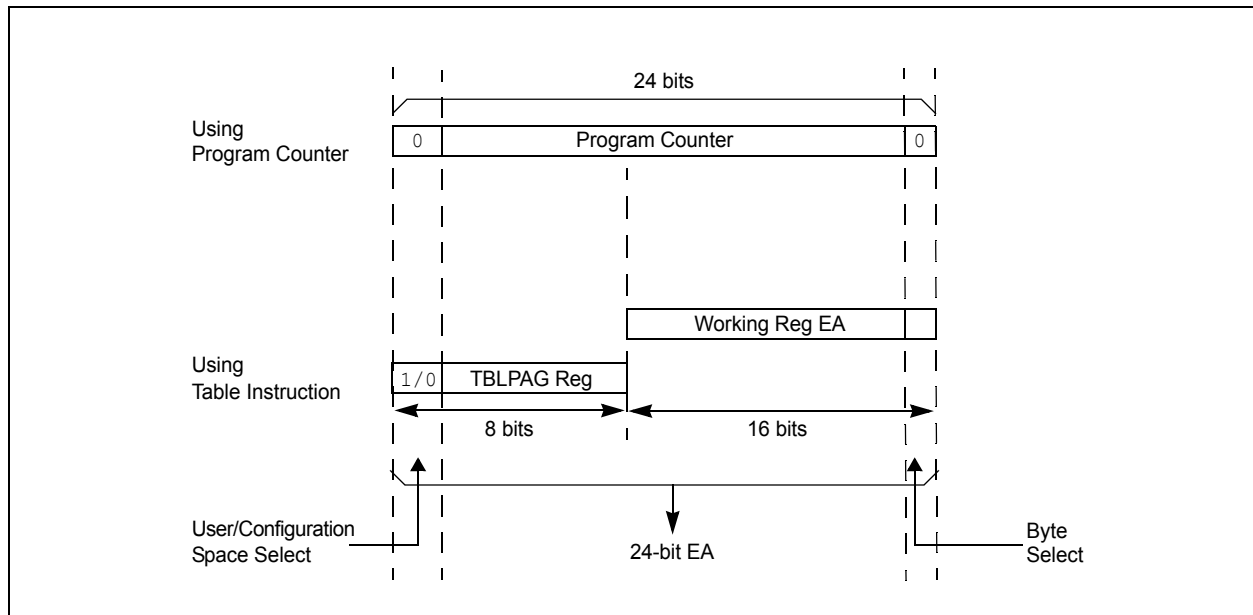 24 bits
Using
Program Counter
0
Program Counter
0
Working Reg EA
Using
Table Instruction
1/0
TBLPAG Reg
8 bits
16 bits
User/Configuration
Space Select
24-bit EA
Byte
Select